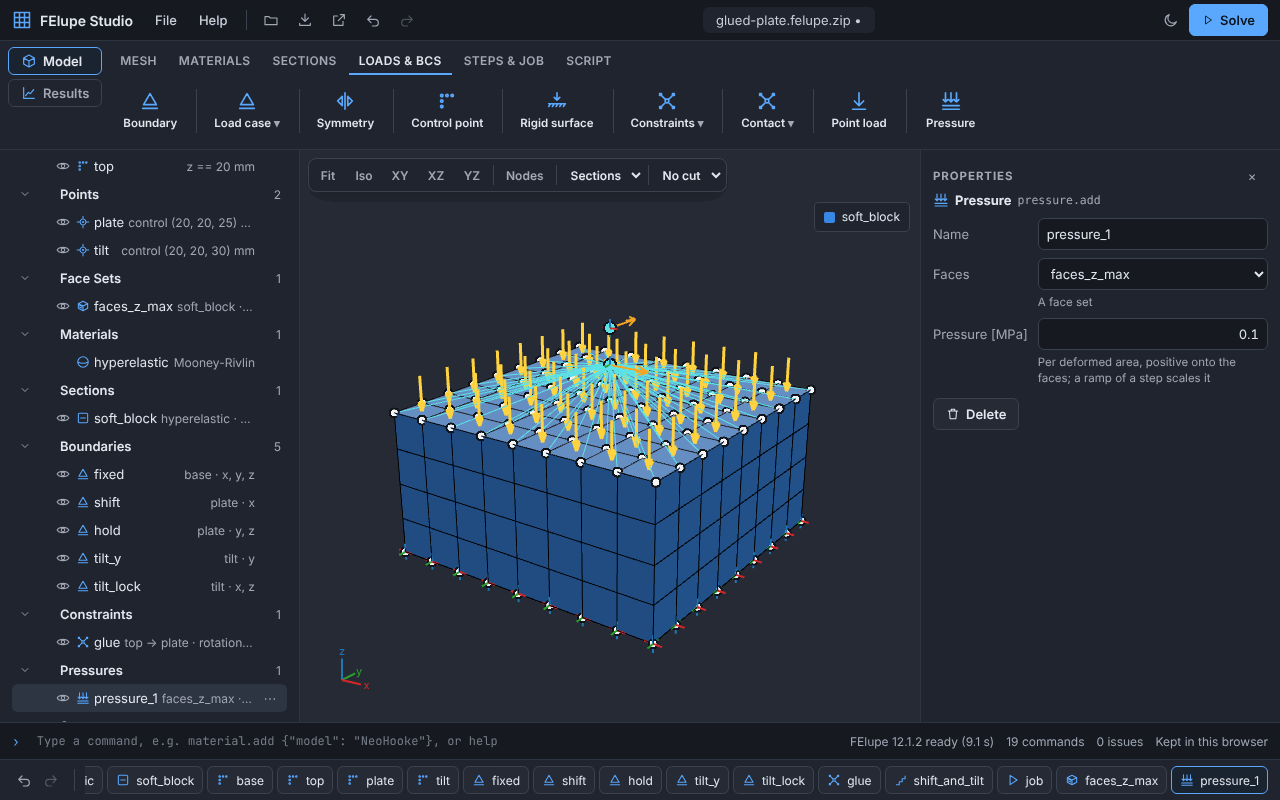 FElupe Studio File Help glued-plate.felupe.zip • Solve
Model MESH MATERIALS SECTIONS LOADS & BCS STEPS & JOB SCRIPT
Results
Boundary Load case ▾ Symmetry Control point Rigid surface Constraints ▾ Contact ▾ Point load Pressure
top z == 20 mm
Points 2
plate control (20, 20, 25) ...
tilt control (20, 20, 30) mm
Face Sets 1
faces_z_max soft_block ·...
Materials 1
hyperelastic Mooney-Rivlin
Sections 1
soft_block hyperelastic · ...
Boundaries 5
fixed base · x, y, z
shift plate · x
hold plate · y, z
tilt_y tilt · y
tilt_lock tilt · x, z
Constraints 1
glue top → plate · rotation...
Pressures 1
pressure_1 faces_z_max ·... ···
Fit Iso XY XZ YZ Nodes Sections No cut
soft_block
z
y
x
PROPERTIES ×
Pressure pressure.add
Name pressure_1
Faces faces_z_max
A face set
Pressure [MPa] 0.1
Per deformed area, positive onto the
faces; a ramp of a step scales it
Delete
› Type a command, e.g. material.add {"model": "NeoHooke"}, or help FElupe 12.1.2 ready (9.1 s) 19 commands 0 issues Kept in this browser
ic soft_block base top plate tilt fixed shift hold tilt_y tilt_lock glue shift_and_tilt job faces_z_max pressure_1